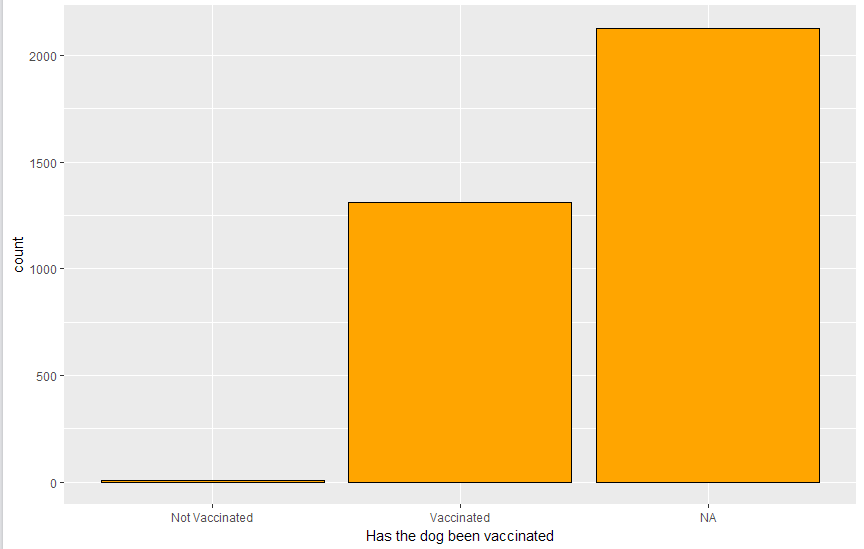 2000
1500
1000
500
0
count
Not Vaccinated
Vaccinated
NA
Has the dog been vaccinated